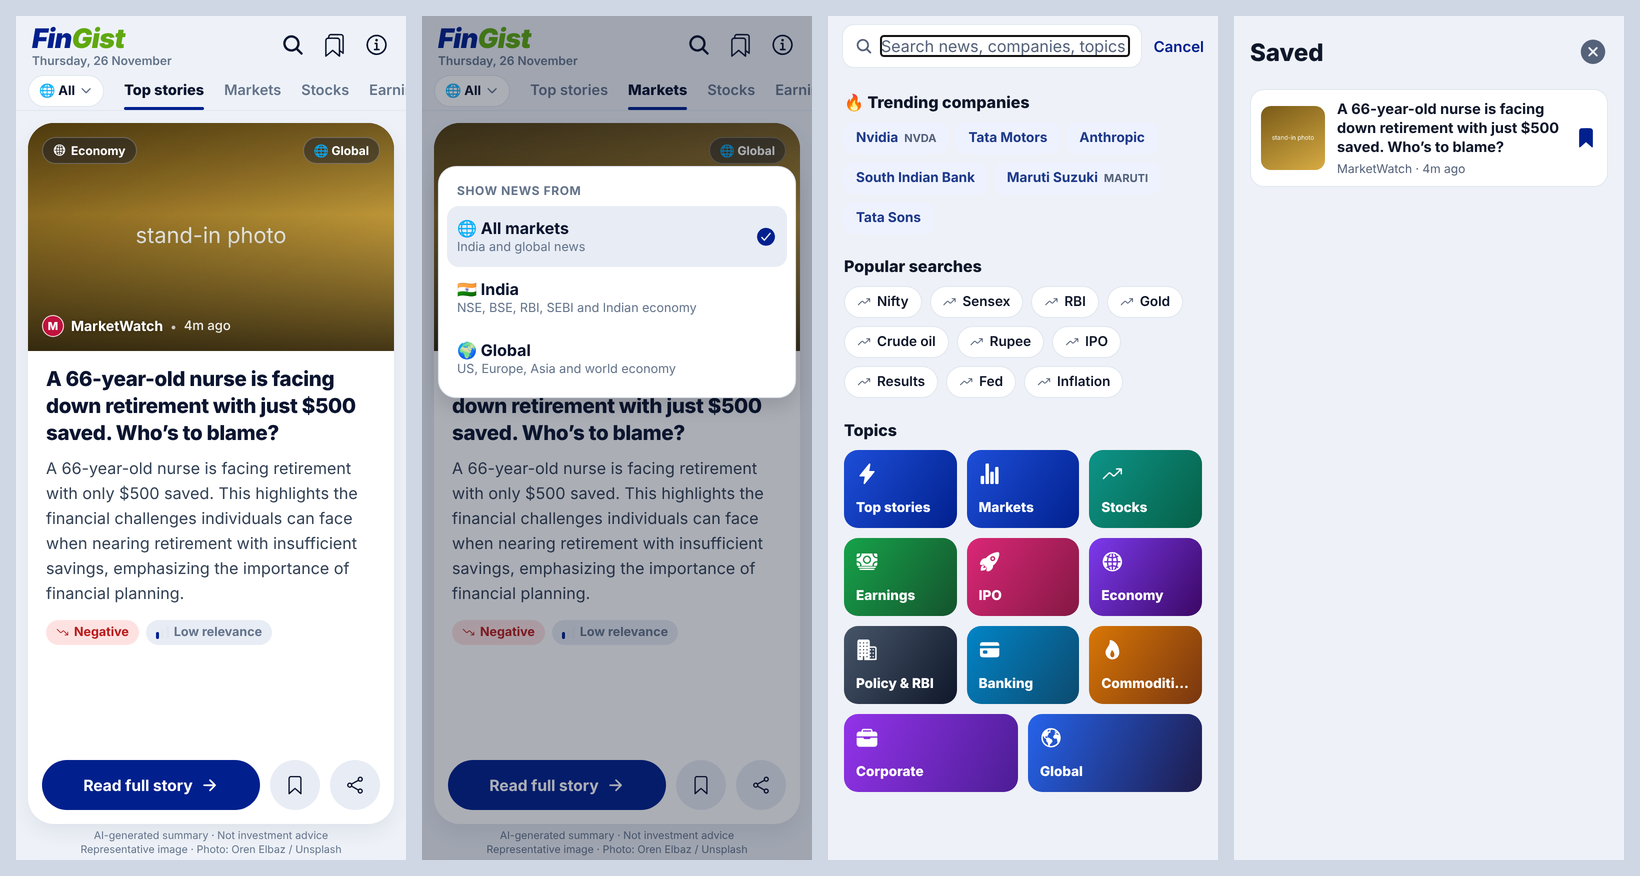 FinGist
Thursday, 26 November
All
Top stories
Markets
Stocks
Earni
Economy
Global
stand-in photo
M MarketWatch • 4m ago
A 66-year-old nurse is facing
down retirement with just $500
saved. Who’s to blame?
A 66-year-old nurse is facing retirement
with only $500 saved. This highlights the
financial challenges individuals can face
when nearing retirement with insufficient
savings, emphasizing the importance of
financial planning.
Negative
Low relevance
Read full story →
AI-generated summary · Not investment advice
Representative image · Photo: Oren Elbaz / Unsplash
FinGist
Thursday, 26 November
All
Top stories
Markets
Stocks
Earni
Global
SHOW NEWS FROM
All markets
India and global news
India
NSE, BSE, RBI, SEBI and Indian economy
Global
US, Europe, Asia and world economy
down retirement with just $500
saved. Who’s to blame?
A 66-year-old nurse is facing retirement
with only $500 saved. This highlights the
financial challenges individuals can face
when nearing retirement with insufficient
savings, emphasizing the importance of
financial planning.
Negative
Low relevance
Read full story →
AI-generated summary · Not investment advice
Representative image · Photo: Oren Elbaz / Unsplash
Search news, companies, topics
Cancel
Trending companies
Nvidia NVDA
Tata Motors
Anthropic
South Indian Bank
Maruti Suzuki MARUTI
Tata Sons
Popular searches
Nifty
Sensex
RBI
Gold
Crude oil
Rupee
IPO
Results
Fed
Inflation
Topics
Top stories
Markets
Stocks
Earnings
IPO
Economy
Policy & RBI
Banking
Commoditi...
Corporate
Global
Saved
stand-in photo
A 66-year-old nurse is facing
down retirement with just $500
saved. Who’s to blame?
MarketWatch · 4m ago